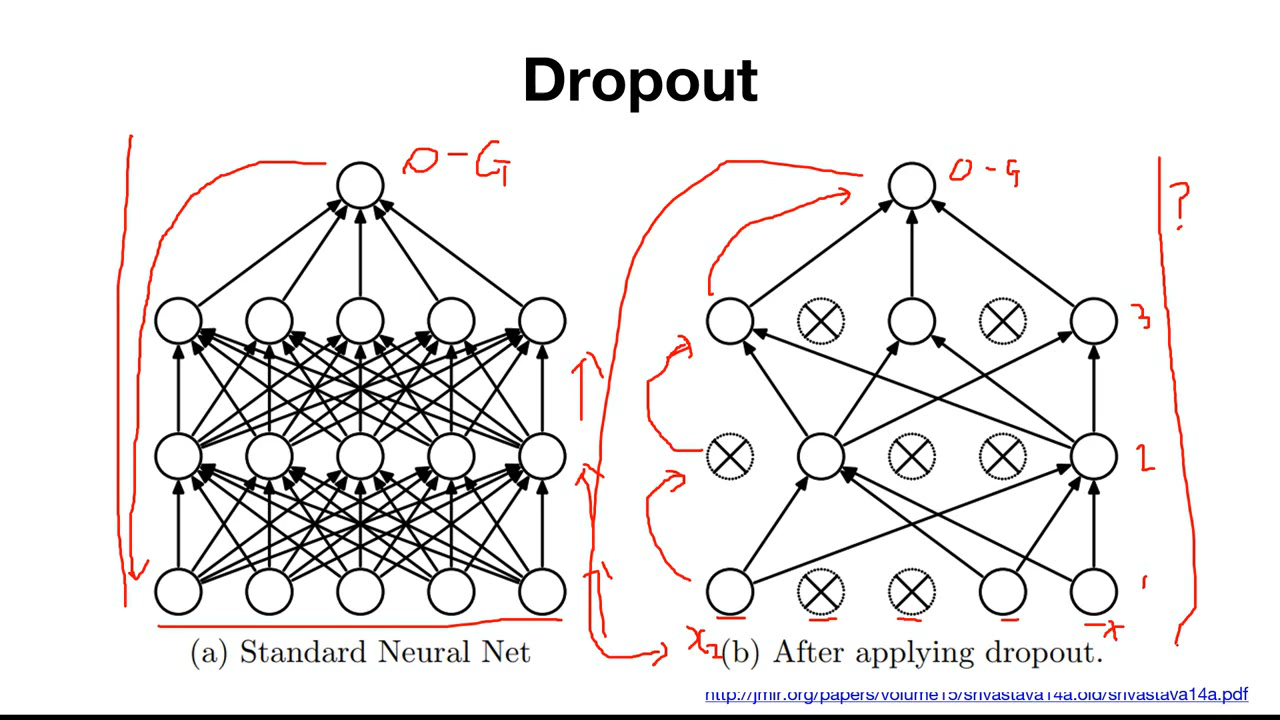 Dropout
O-G
O-G
?
3
2
1
x
x2
(a) Standard Neural Net
(b) After applying dropout.
http://jmlr.org/papers/volume15/srivastava14a.old/srivastava14a.pdf